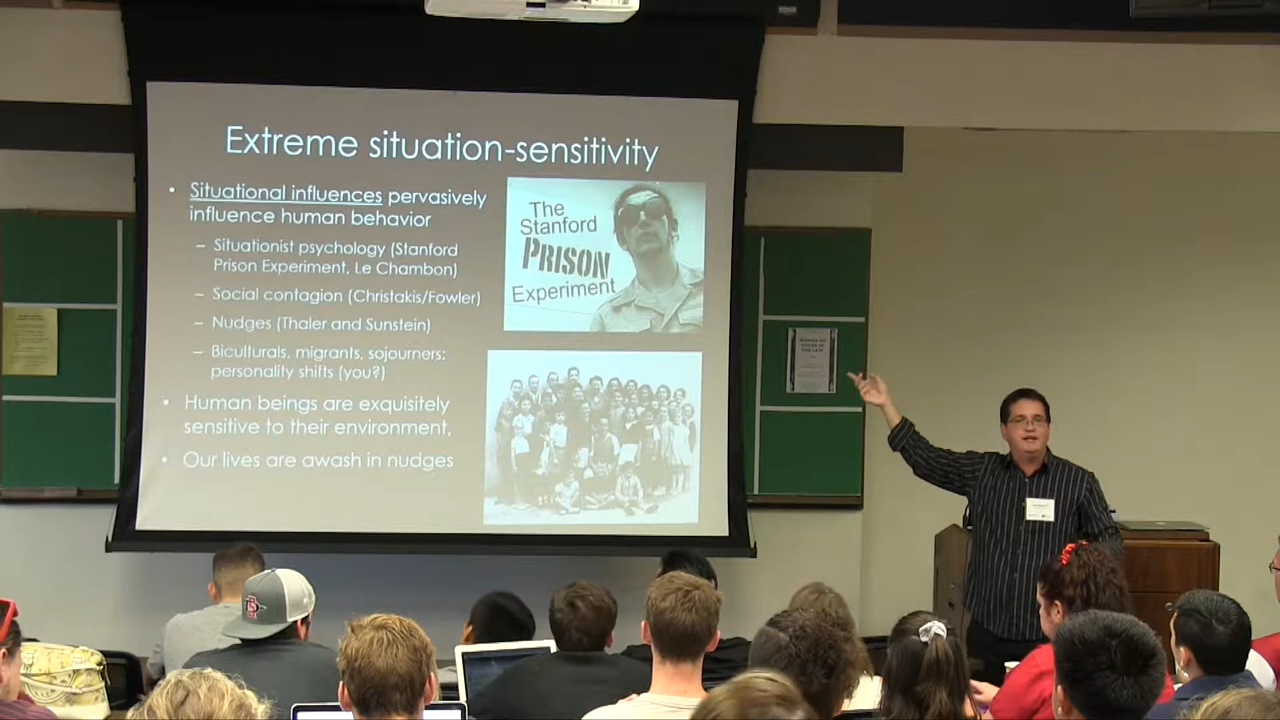 Extreme situation-sensitivity
• Situational influences pervasively
influence human behavior
– Situationist psychology (Stanford
Prison Experiment, Le Chambon)
– Social contagion (Christakis/Fowler)
– Nudges (Thaler and Sunstein)
– Biculturals, migrants, sojourners:
personality shifts (you?)
• Human beings are exquisitely
sensitive to their environment.
• Our lives are awash in nudges
The
Stanford
PRISON
Experiment